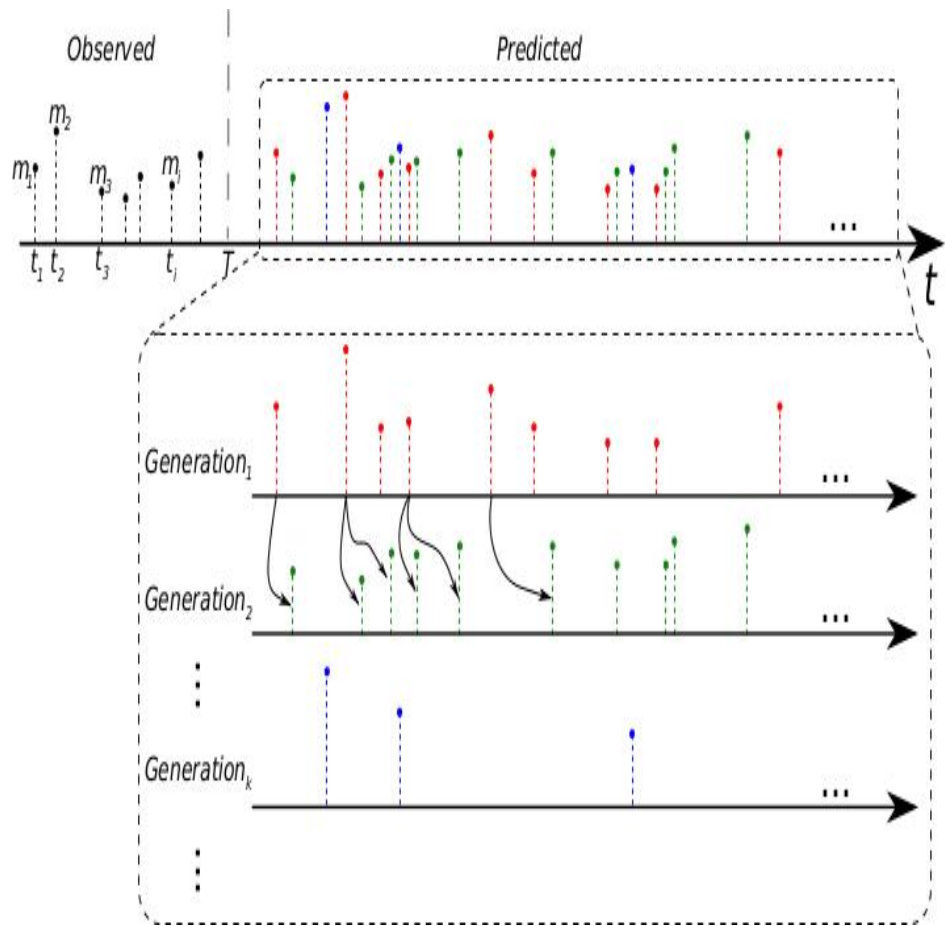 Observed
Predicted
m₁
m₂
m₃
mᵢ
t₁
t₂
t₃
tᵢ
T
...
t
Generation₁
...
Generation₂
...
⋮
Generationₖ
...
⋮